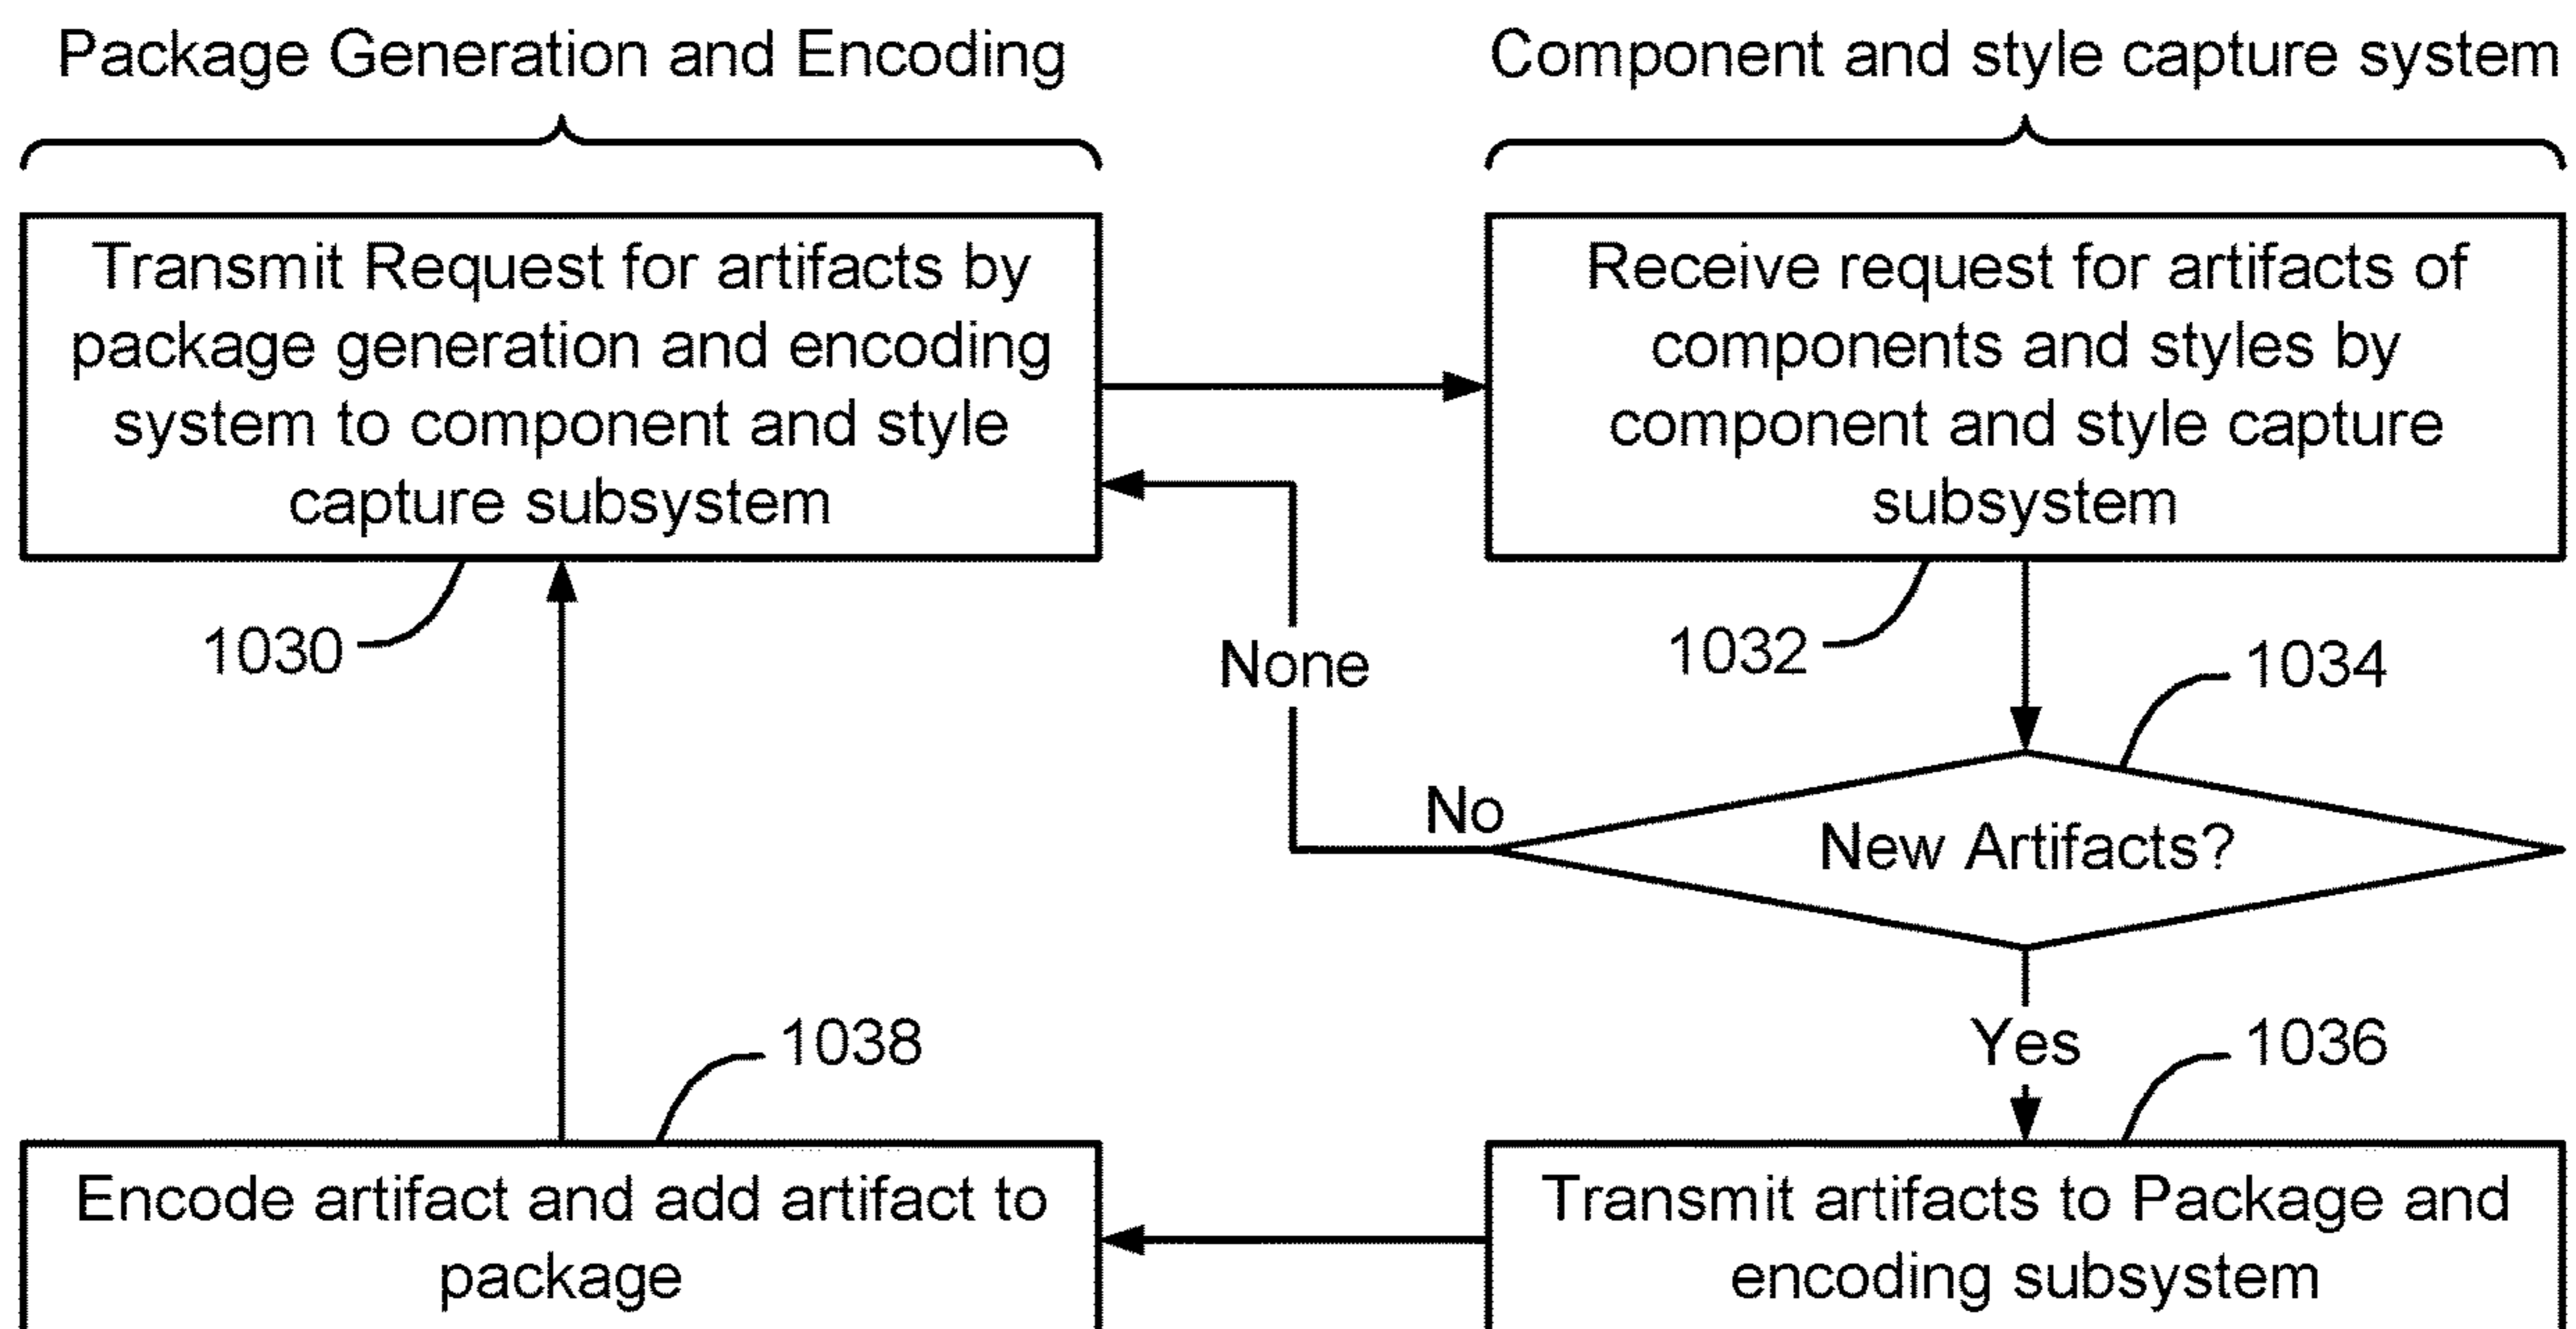 Package Generation and Encoding
Component and style capture system
Transmit Request for artifacts by
package generation and encoding
system to component and style
capture subsystem
Receive request for artifacts of
components and styles by
component and style capture
subsystem
1030
None
1032
1034
No
New Artifacts?
1038
Yes
1036
Encode artifact and add artifact to
package
Transmit artifacts to Package and
encoding subsystem